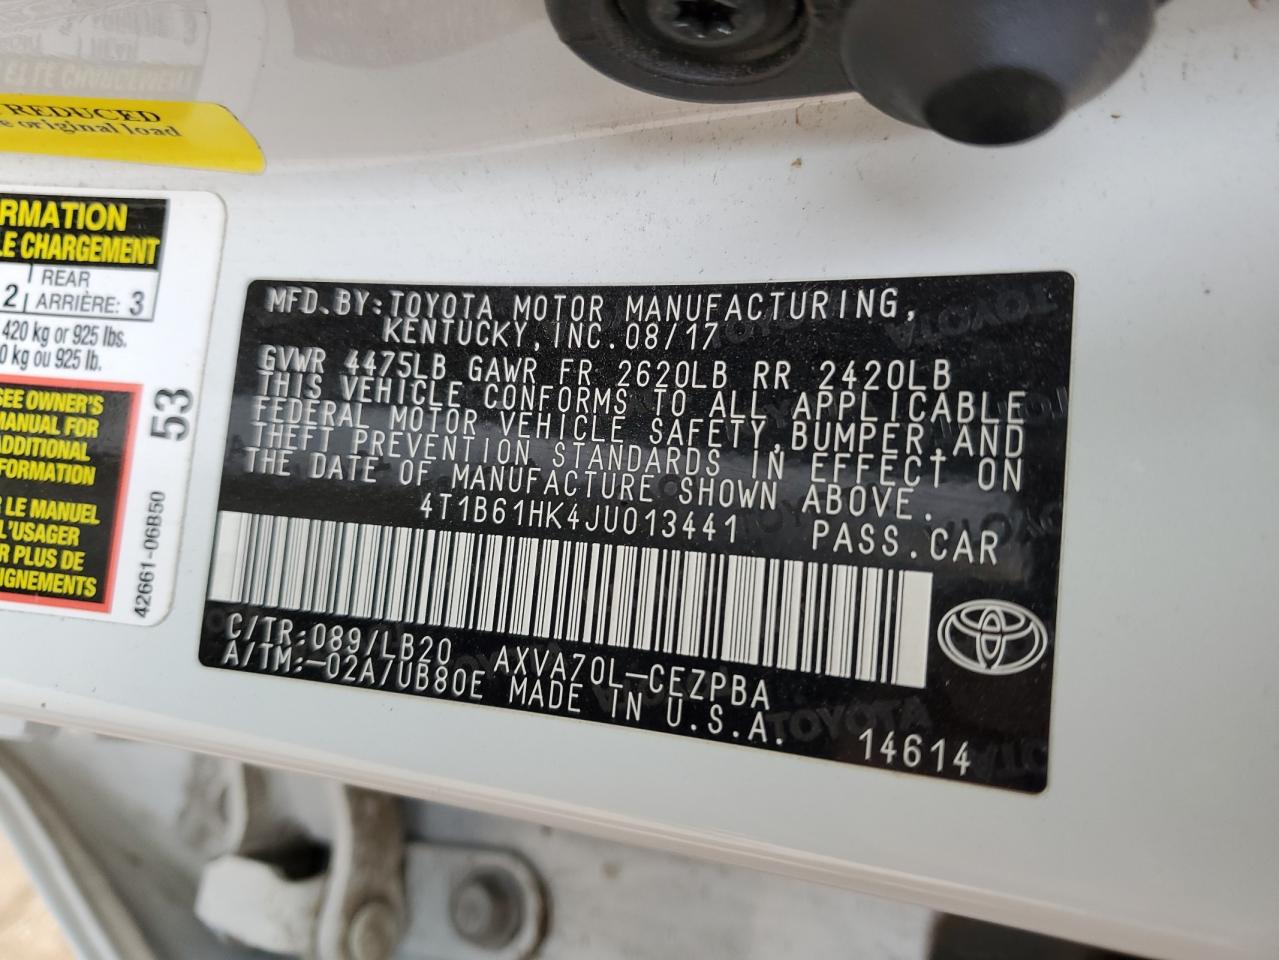 REDUCED
original load
RMATION
LE CHARGEMENT
REAR
2 ARRIÈRE: 3
420 kg or 925 lbs.
0 kg ou 925 lb.
SEE OWNER'S
MANUAL FOR
ADDITIONAL
FORMATION
R LE MANUEL
L'USAGER
R PLUS DE
IGNEMENTS
53
42661-06B50
MFD.BY:TOYOTA MOTOR MANUFACTURING,
KENTUCKY,INC.08/17
GVWR 4475LB GAWR FR 2620LB RR 2420LB
THIS VEHICLE CONFORMS TO ALL APPLICABLE
FEDERAL MOTOR VEHICLE SAFETY,BUMPER,AND
THEFT PREVENTION STANDARDS IN EFFECT ON
THE DATE OF MANUFACTURE SHOWN ABOVE.
4T1B61HK4JU013441 PASS.CAR
C/TR:089/LB20 AXVA70L-CEZPBA
A/TM:-02A/UB80E MADE IN U.S.A.
14614